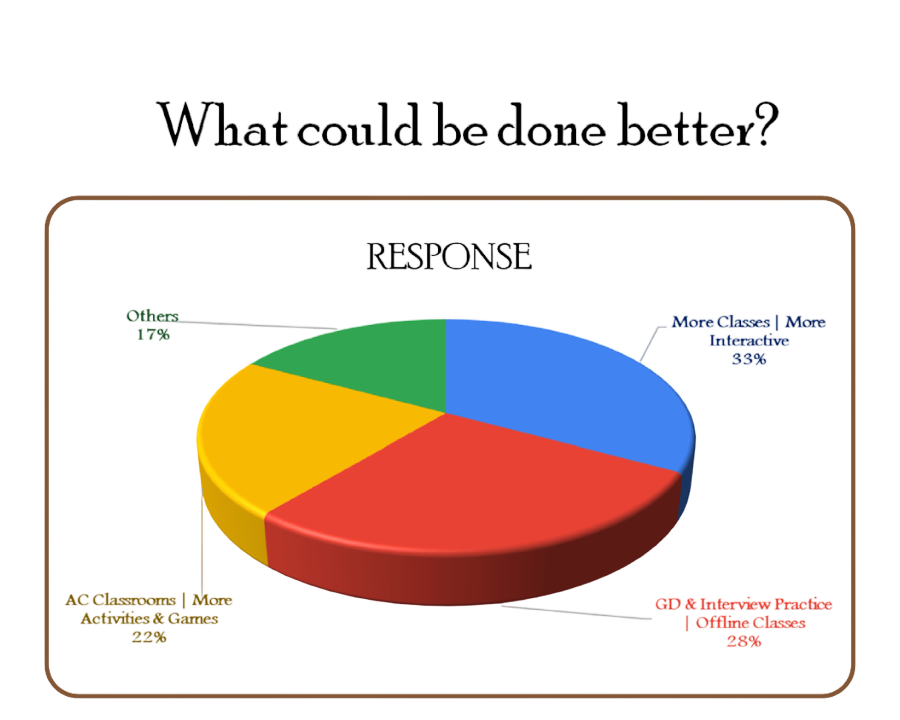 What could be done better?
RESPONSE
Others
17%
More Classes | More
Interactive
33%
AC Classrooms | More
Activities & Games
22%
GD & Interview Practice
| Offline Classes
28%